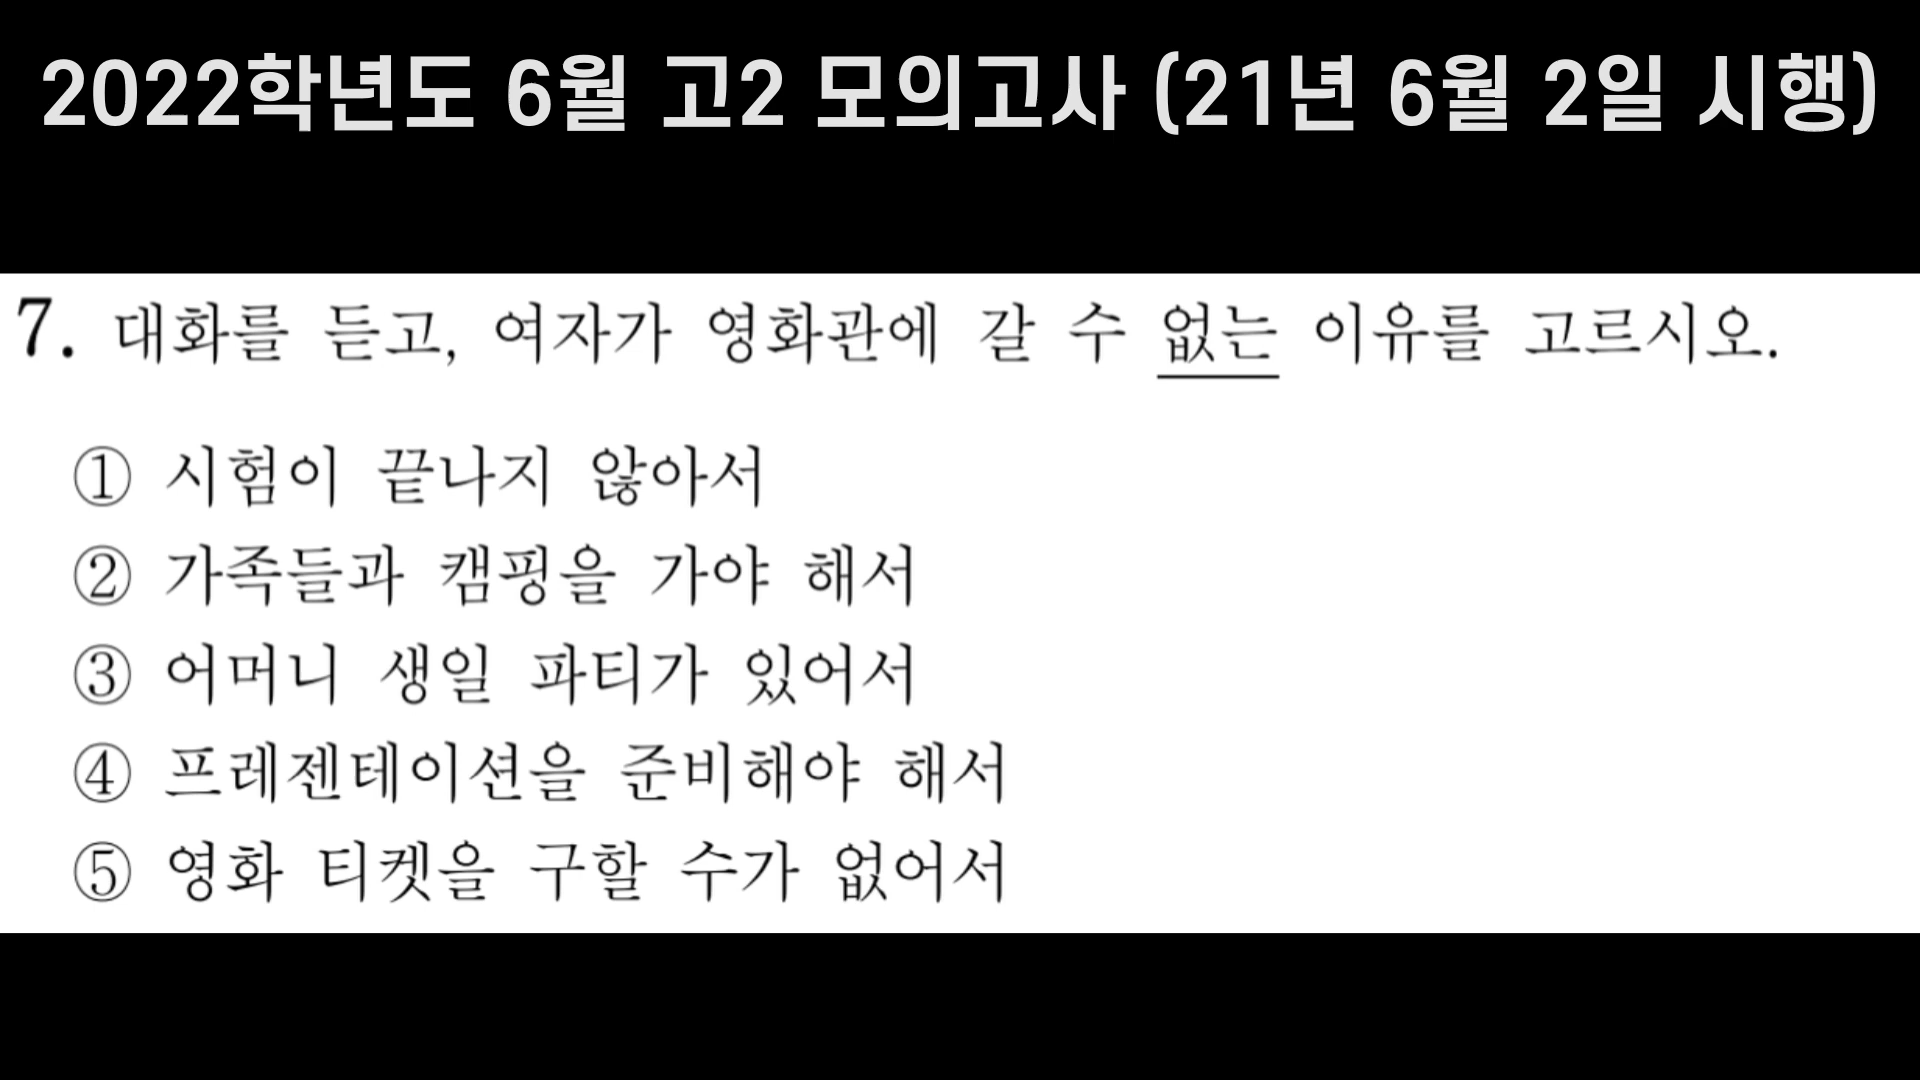 2022학년도 6월 고2 모의고사 (21년 6월 2일 시행)
7. 대화를 듣고, 여자가 영화관에 갈 수 없는 이유를 고르시오.
① 시험이 끝나지 않아서
② 가족들과 캠핑을 가야 해서
③ 어머니 생일 파티가 있어서
④ 프레젠테이션을 준비해야 해서
⑤ 영화 티켓을 구할 수가 없어서